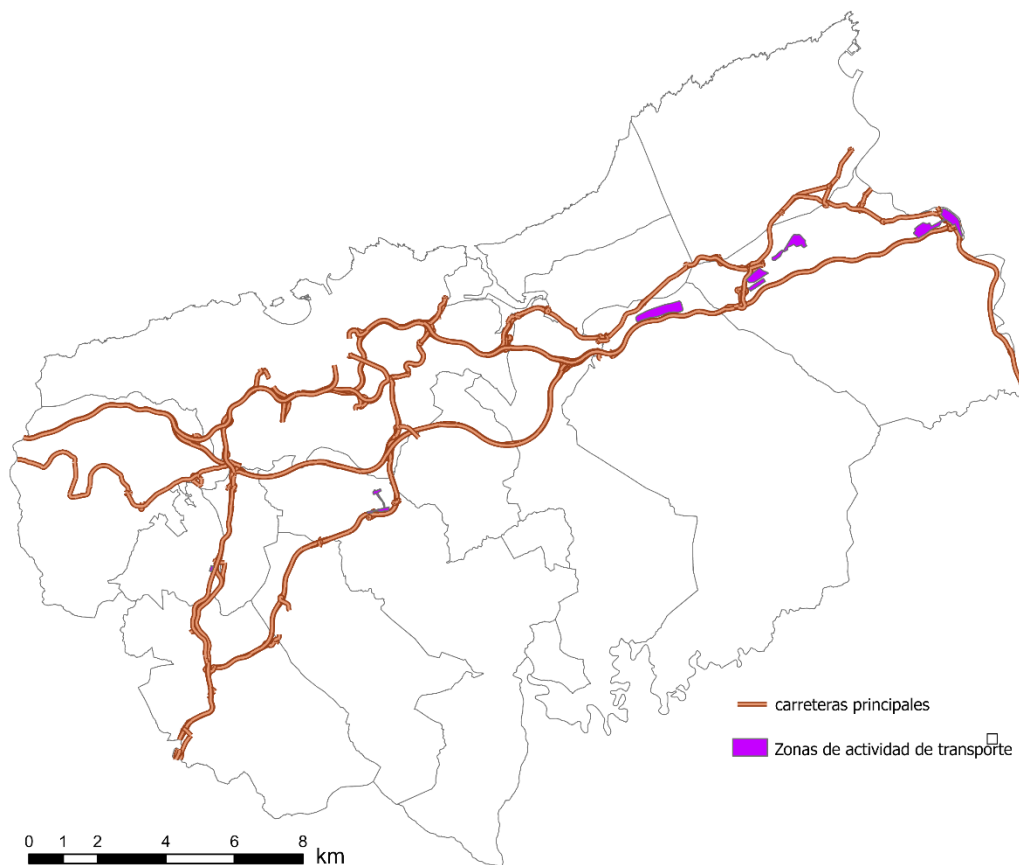 carreteras principales
Zonas de actividad de transporte
0 1 2 4 6 8
km